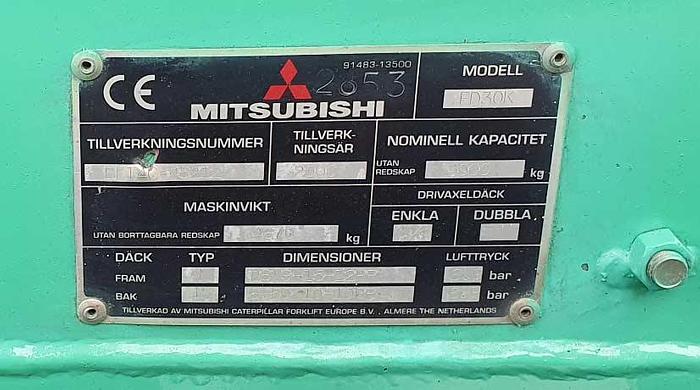 91483-13500
2653
CE
MITSUBISHI
MODELL
FD30K
TILLVERKNINGSNUMMER
TILLVERK-
NINGSÅR
NOMINELL KAPACITET
UTAN
REDSKAP
kg
MASKINVIKT
UTAN BORTTAGBARA REDSKAP
kg
DRIVAXELDÄCK
ENKLA
DUBBLA
DÄCK
TYP
DIMENSIONER
LUFTTRYCK
FRAM
bar
BAK
bar
TILLVERKAD AV MITSUBISHI CATERPILLAR FORKLIFT EUROPE B.V., ALMERE THE NETHERLANDS